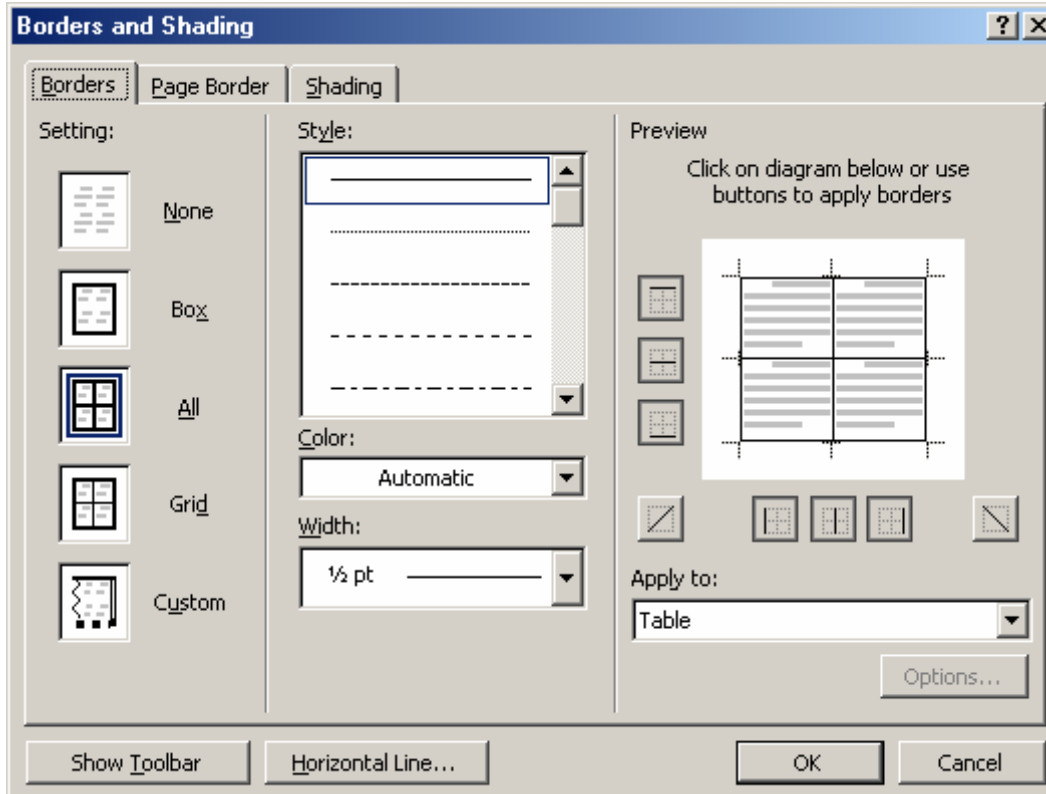 Borders and Shading
Borders
Page Border
Shading
Setting:
None
Box
All
Grid
Custom
Style:
Color:
Automatic
Width:
½ pt
Preview
Click on diagram below or use
buttons to apply borders
Apply to:
Table
Options...
Show Toolbar
Horizontal Line...
OK
Cancel